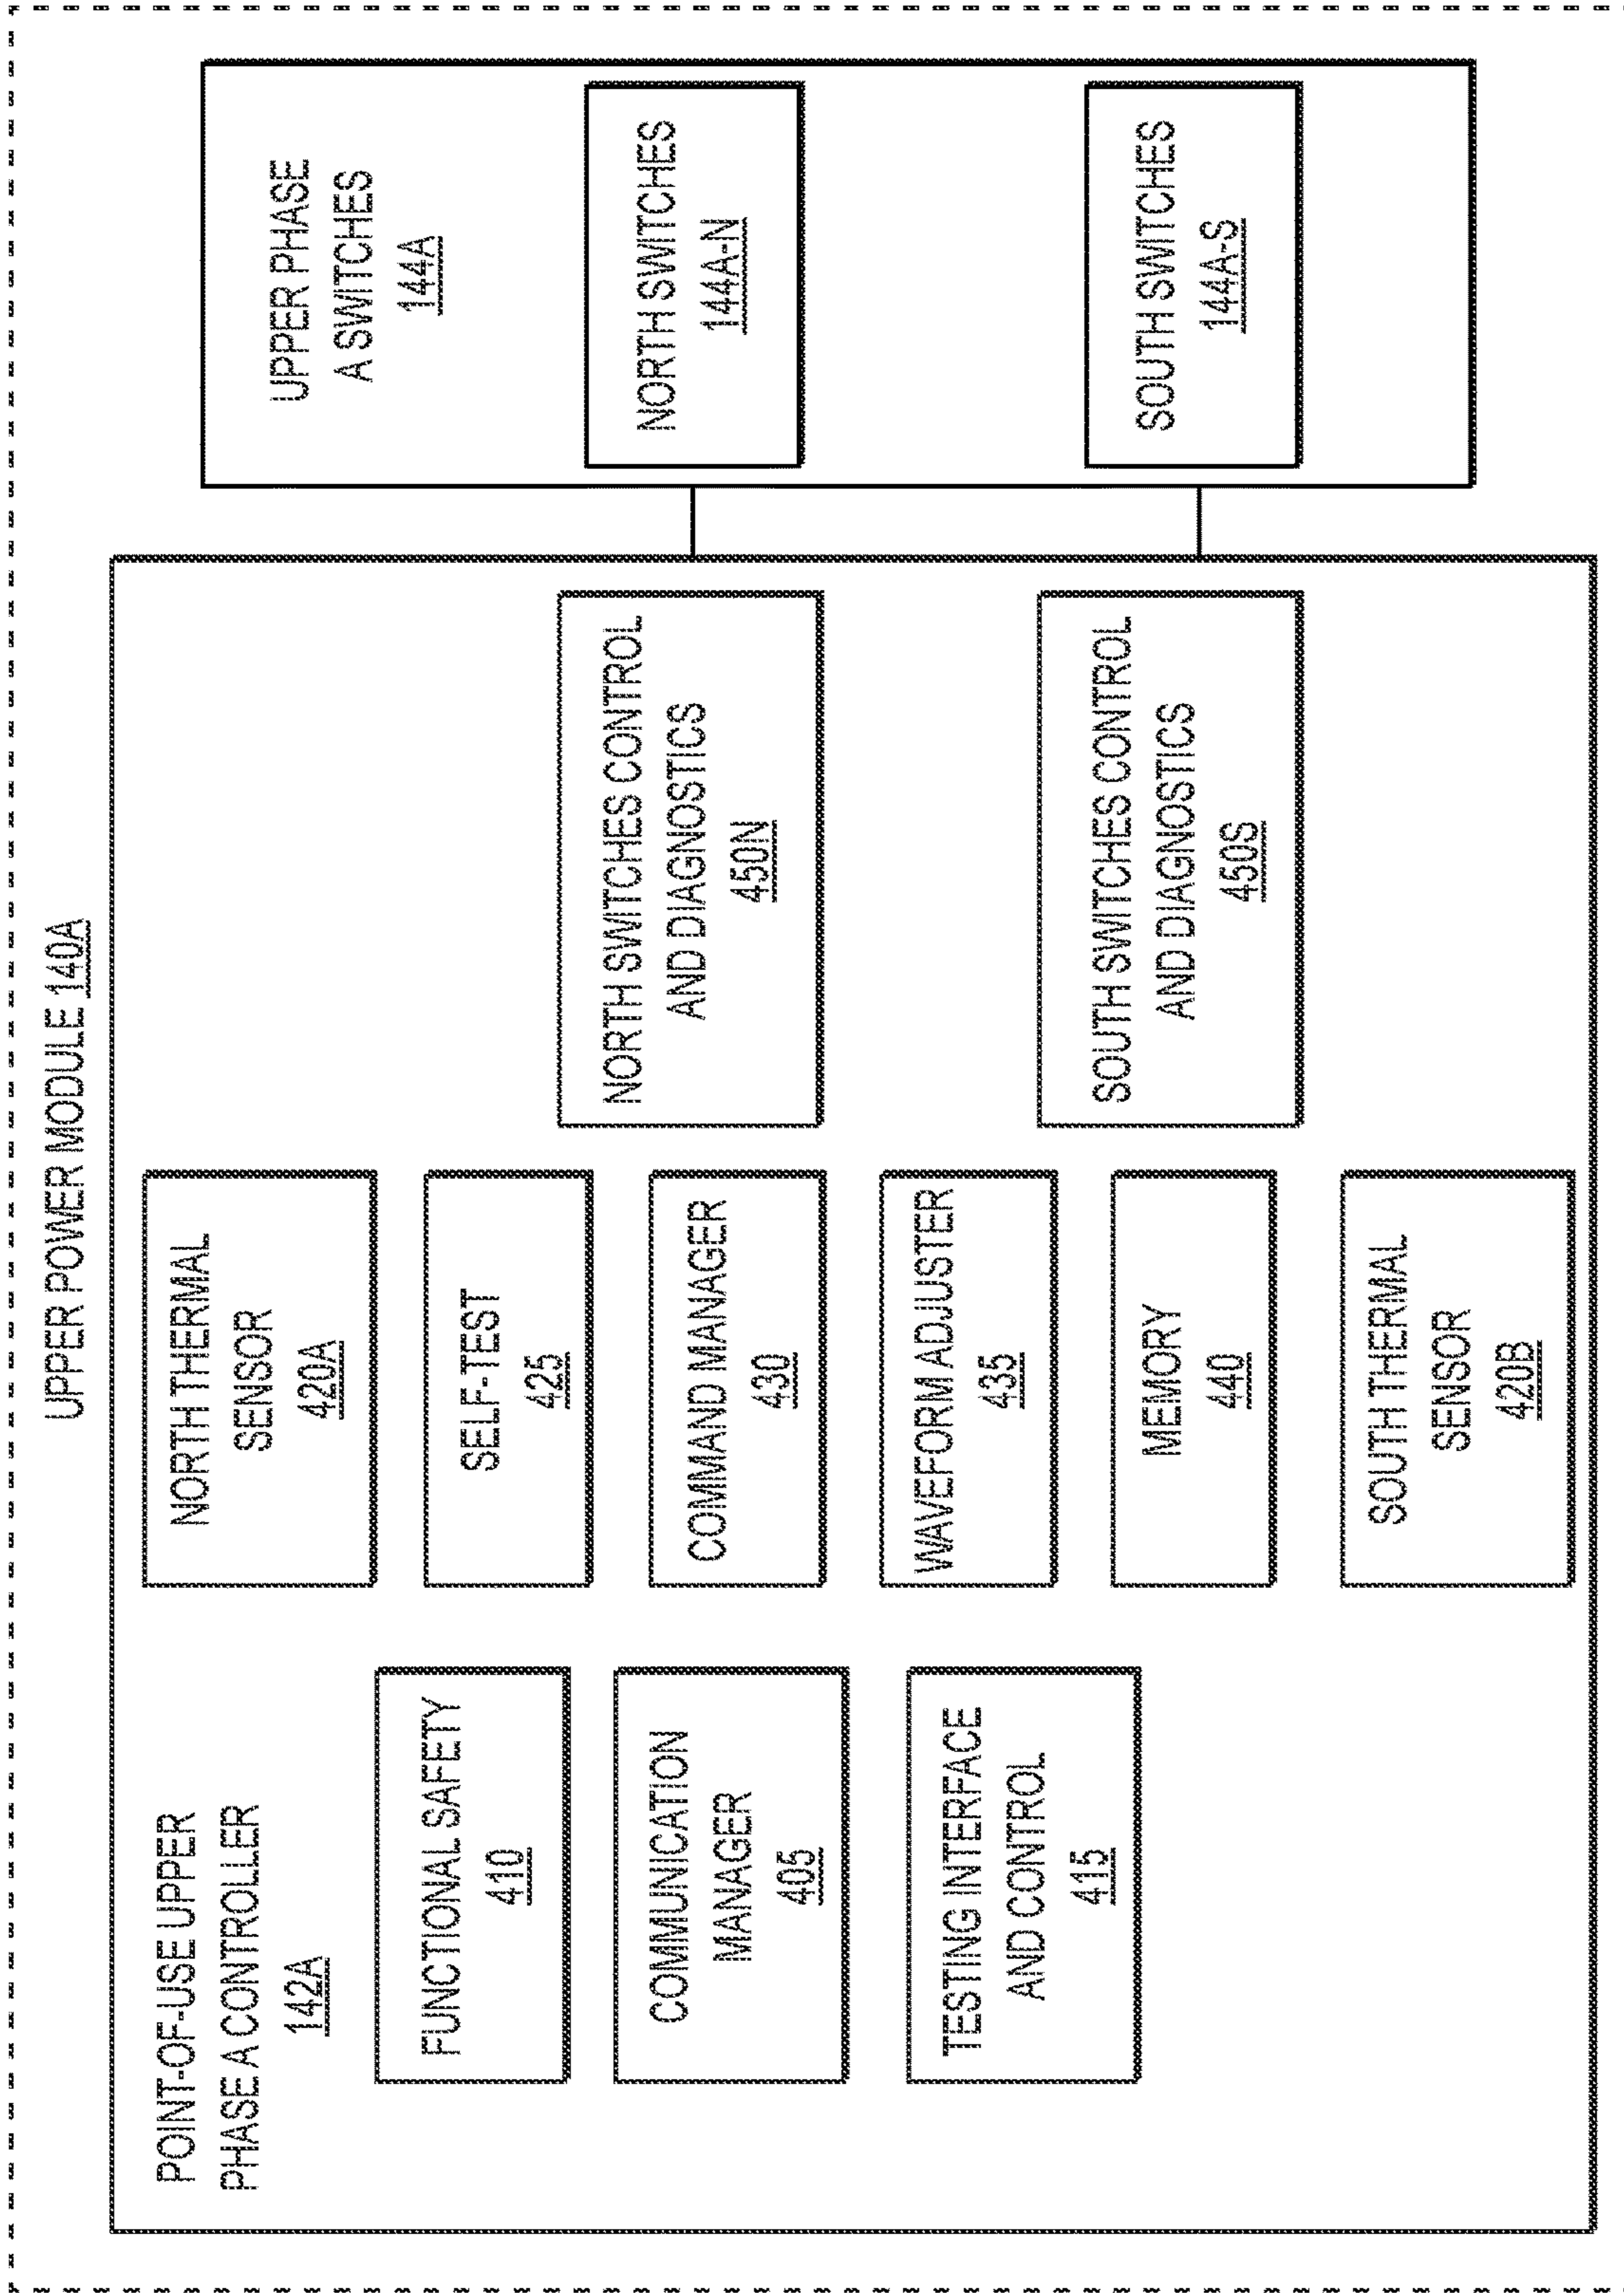 UPPER POWER MODULE 140A
POINT-OF-USE UPPER
PHASE A CONTROLLER
142A
FUNCTIONAL SAFETY
410
COMMUNICATION
MANAGER
405
TESTING INTERFACE
AND CONTROL
415
NORTH THERMAL
SENSOR
420A
SELF-TEST
425
COMMAND MANAGER
430
WAVEFORM ADJUSTER
435
MEMORY
440
SOUTH THERMAL
SENSOR
420B
NORTH SWITCHES CONTROL
AND DIAGNOSTICS
450N
SOUTH SWITCHES CONTROL
AND DIAGNOSTICS
450S
UPPER PHASE
A SWITCHES
144A
NORTH SWITCHES
144A-N
SOUTH SWITCHES
144A-S